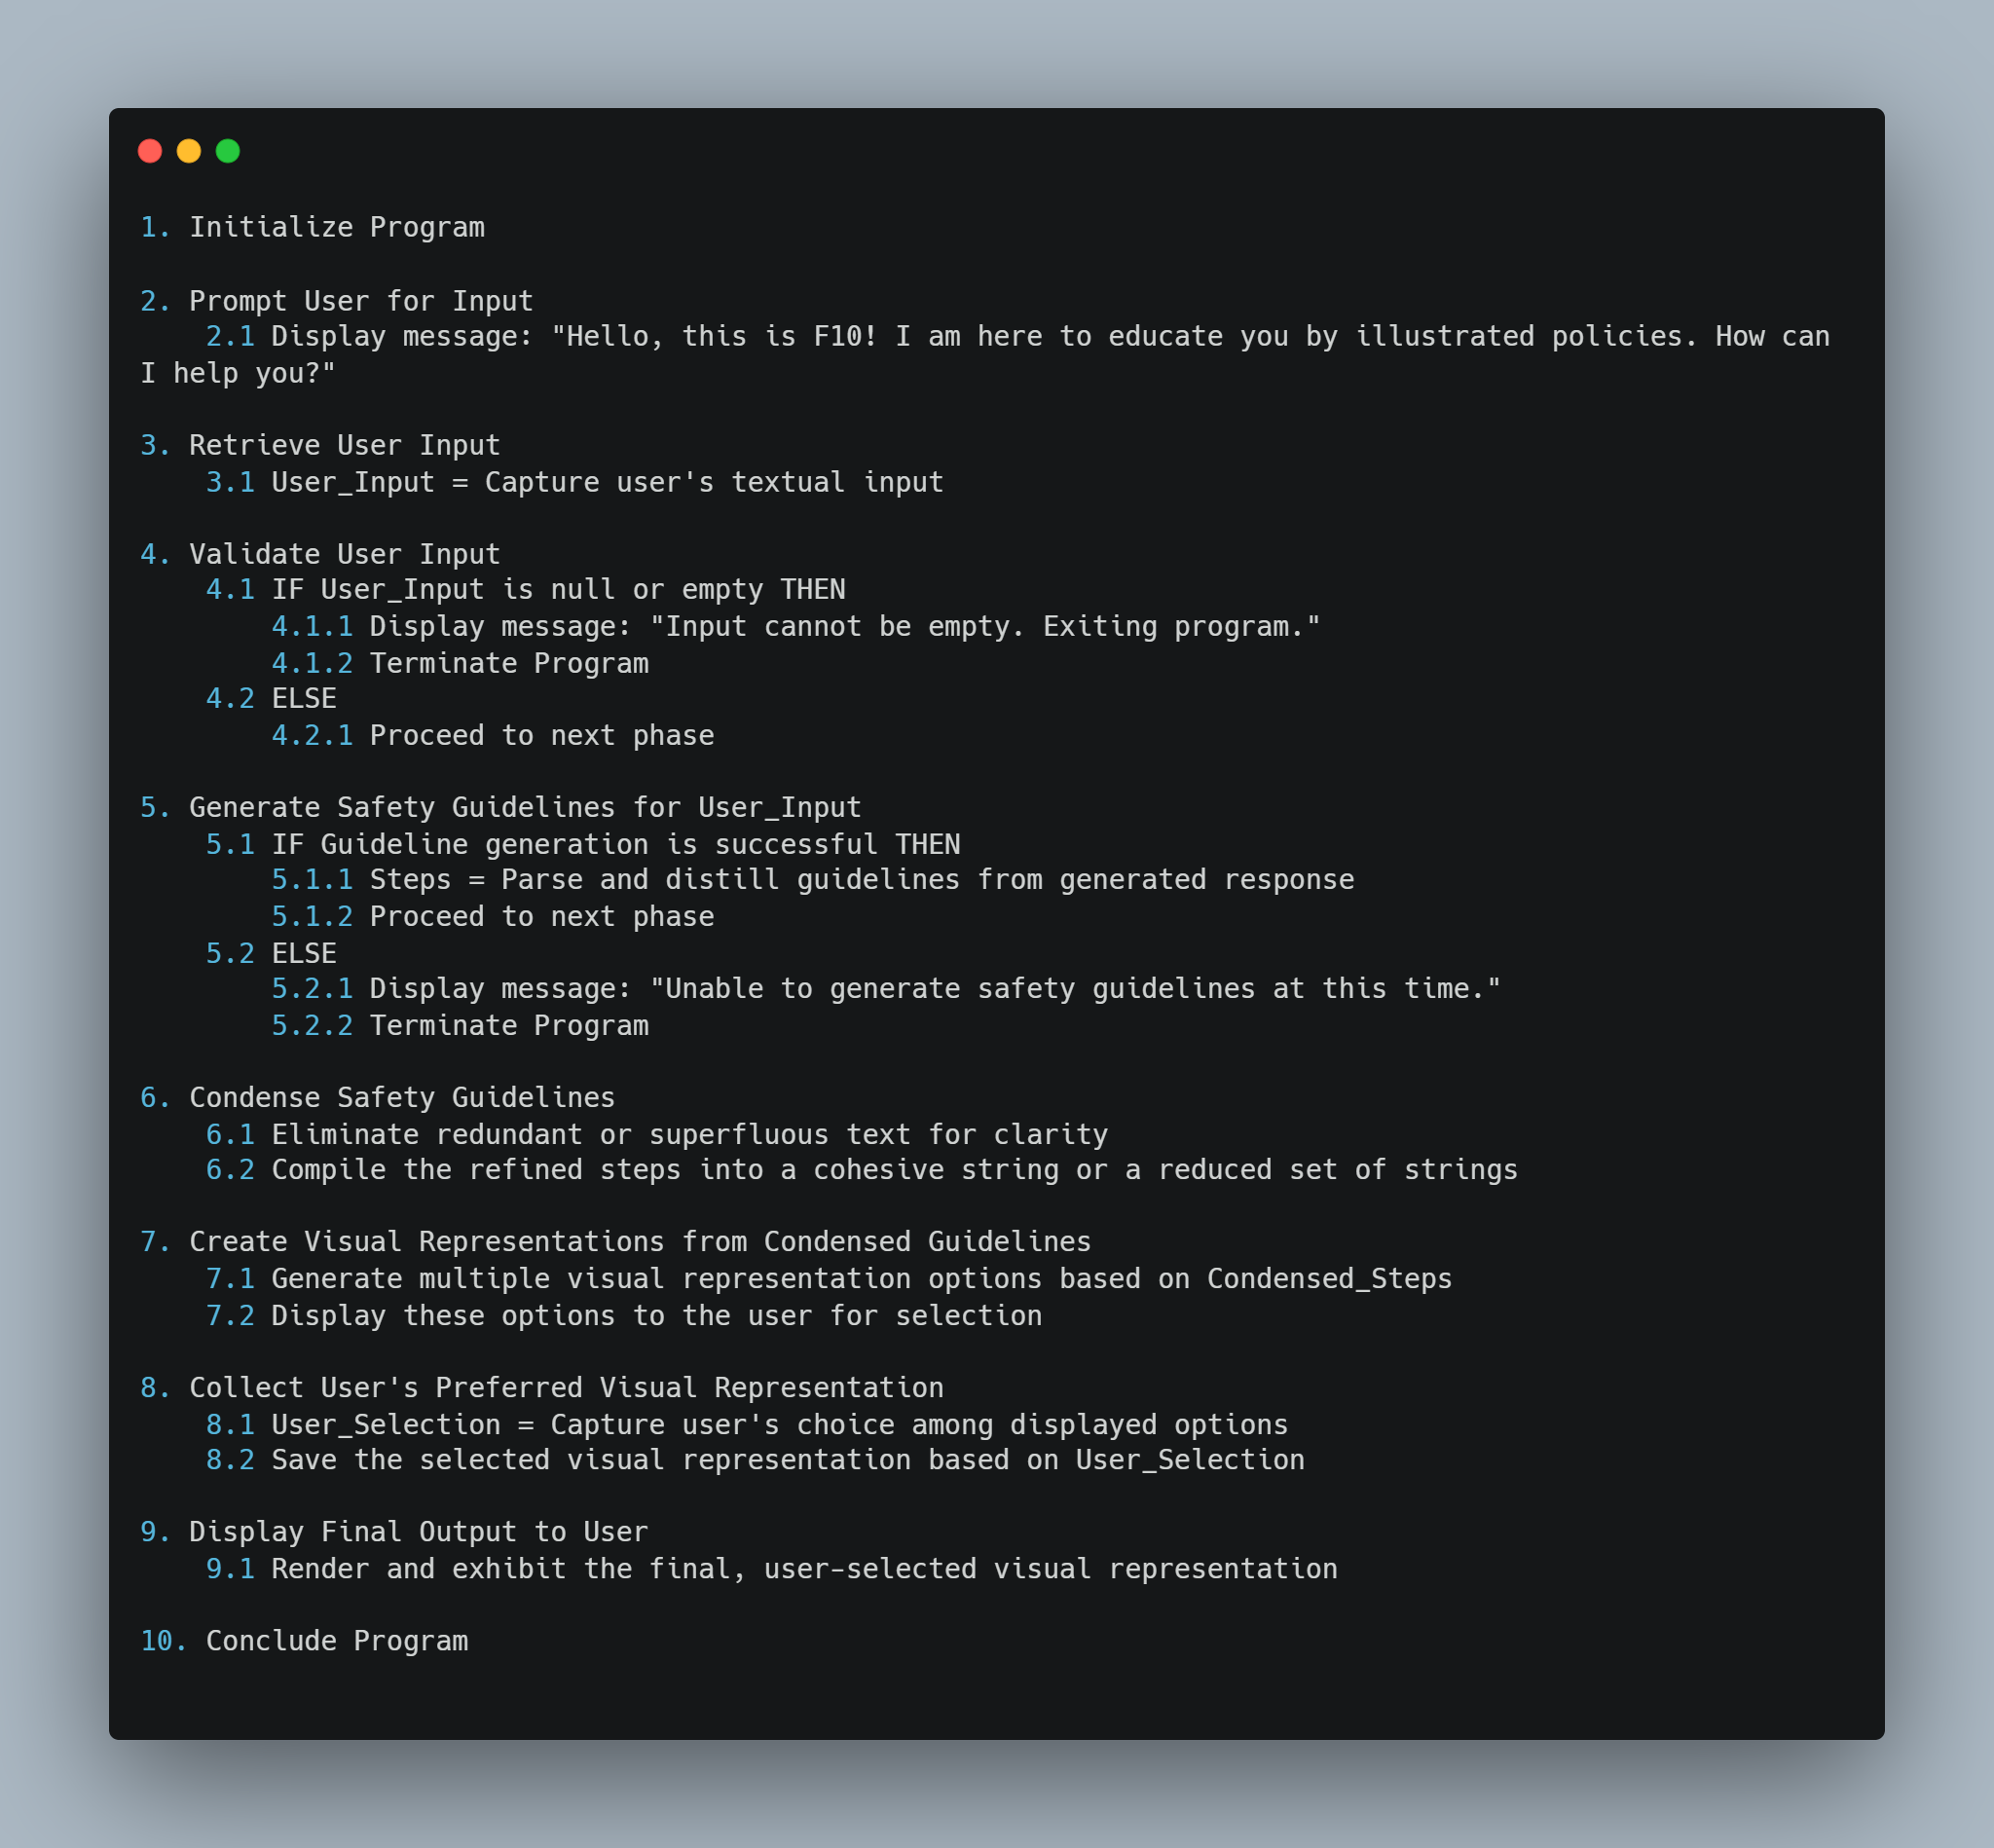 1. Initialize Program
2. Prompt User for Input
2.1 Display message: "Hello, this is F10! I am here to educate you by illustrated policies. How can
I help you?"
3. Retrieve User Input
3.1 User_Input = Capture user's textual input
4. Validate User Input
4.1 IF User_Input is null or empty THEN
4.1.1 Display message: "Input cannot be empty. Exiting program."
4.1.2 Terminate Program
4.2 ELSE
4.2.1 Proceed to next phase
5. Generate Safety Guidelines for User_Input
5.1 IF Guideline generation is successful THEN
5.1.1 Steps = Parse and distill guidelines from generated response
5.1.2 Proceed to next phase
5.2 ELSE
5.2.1 Display message: "Unable to generate safety guidelines at this time."
5.2.2 Terminate Program
6. Condense Safety Guidelines
6.1 Eliminate redundant or superfluous text for clarity
6.2 Compile the refined steps into a cohesive string or a reduced set of strings
7. Create Visual Representations from Condensed Guidelines
7.1 Generate multiple visual representation options based on Condensed_Steps
7.2 Display these options to the user for selection
8. Collect User's Preferred Visual Representation
8.1 User_Selection = Capture user's choice among displayed options
8.2 Save the selected visual representation based on User_Selection
9. Display Final Output to User
9.1 Render and exhibit the final, user-selected visual representation
10. Conclude Program